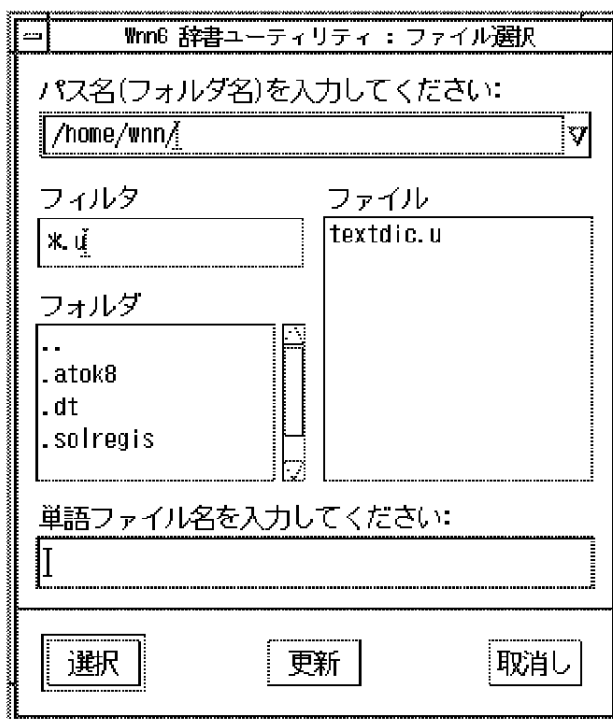 Wnn6 辞書ユーティリティ : ファイル選択
パス名(フォルダ名)を入力してください:
/home/wnn/
フィルタ
*.u
フォルダ
..
.atok8
.dt
.solregis
ファイル
textdic.u
単語ファイル名を入力してください:
選択
更新
取消し